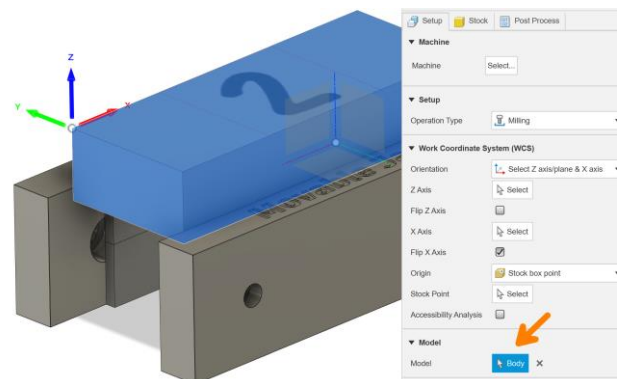 Z
Y
X
2
Setup
Stock
Post Process
Machine
Machine
Select...
Setup
Operation Type
Milling
Work Coordinate System (WCS)
Orientation
Select Z axis/plane & X axis
Z Axis
Select
Flip Z Axis
X Axis
Select
Flip X Axis
Origin
Stock box point
Stock Point
Select
Accessibility Analysis
Model
Model
Body